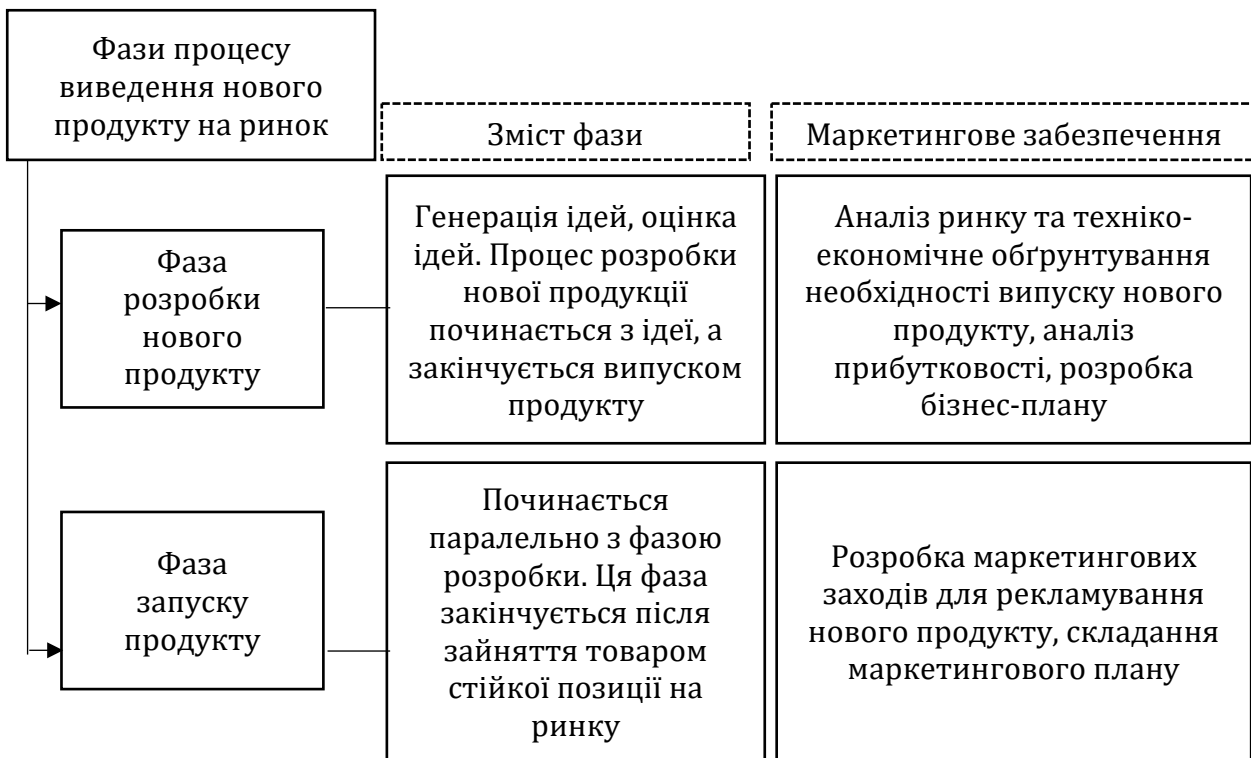 Фази процесу
виведення нового
продукту на ринок
Зміст фази
Маркетингове забезпечення
Фаза
розробки
нового
продукту
Генерація ідей, оцінка
ідей. Процес розробки
нової продукції
починається з ідеї, а
закінчується випуском
продукту
Аналіз ринку та техніко-
економічне обґрунтування
необхідності випуску нового
продукту, аналіз
прибутковості, розробка
бізнес-плану
Фаза
запуску
продукту
Починається
паралельно з фазою
розробки. Ця фаза
закінчується після
зайняття товаром
стійкої позиції на
ринку
Розробка маркетингових
заходів для рекламування
нового продукту, складання
маркетингового плану